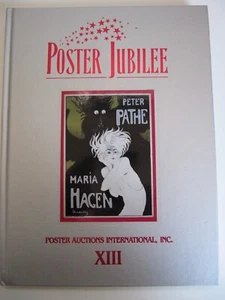 POSTER JUBILEE
PETER
PATHE
MARIA
HAGEN
POSTER AUCTIONS INTERNATIONAL, INC.
XIII